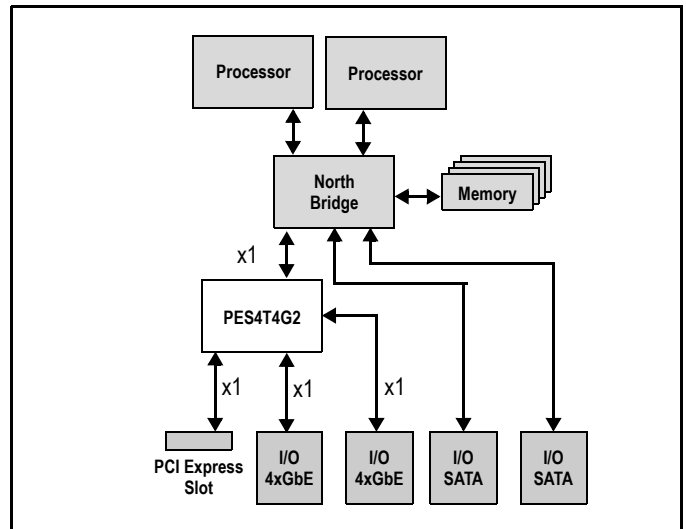 Processor
Processor
North
Bridge
Memory
x1
PES4T4G2
x1
x1
x1
PCI Express
Slot
I/O
4xGbE
I/O
4xGbE
I/O
SATA
I/O
SATA